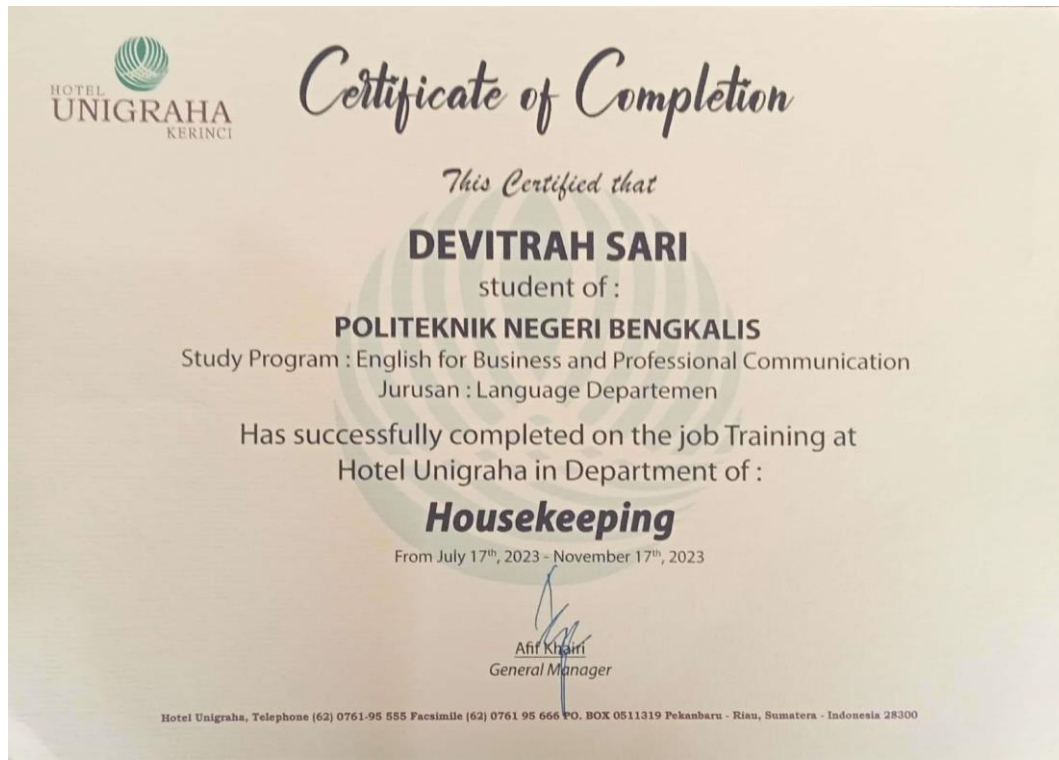 HOTEL
UNIGRAHA
KERINCI
Certificate of Completion
This Certified that
DEVITRAH SARI
student of :
POLITEKNIK NEGERI BENGKALIS
Study Program : English for Business and Professional Communication
Jurusan : Language Departemen
Has successfully completed on the job Training at
Hotel Unigraha in Department of :
Housekeeping
From July 17th, 2023 - November 17th, 2023
Afif Khairi
General Manager
Hotel Unigraha, Telephone (62) 0761-95 555 Facsimile (62) 0761 95 666 PO. BOX 0511319 Pekanbaru - Riau, Sumatera - Indonesia 28300